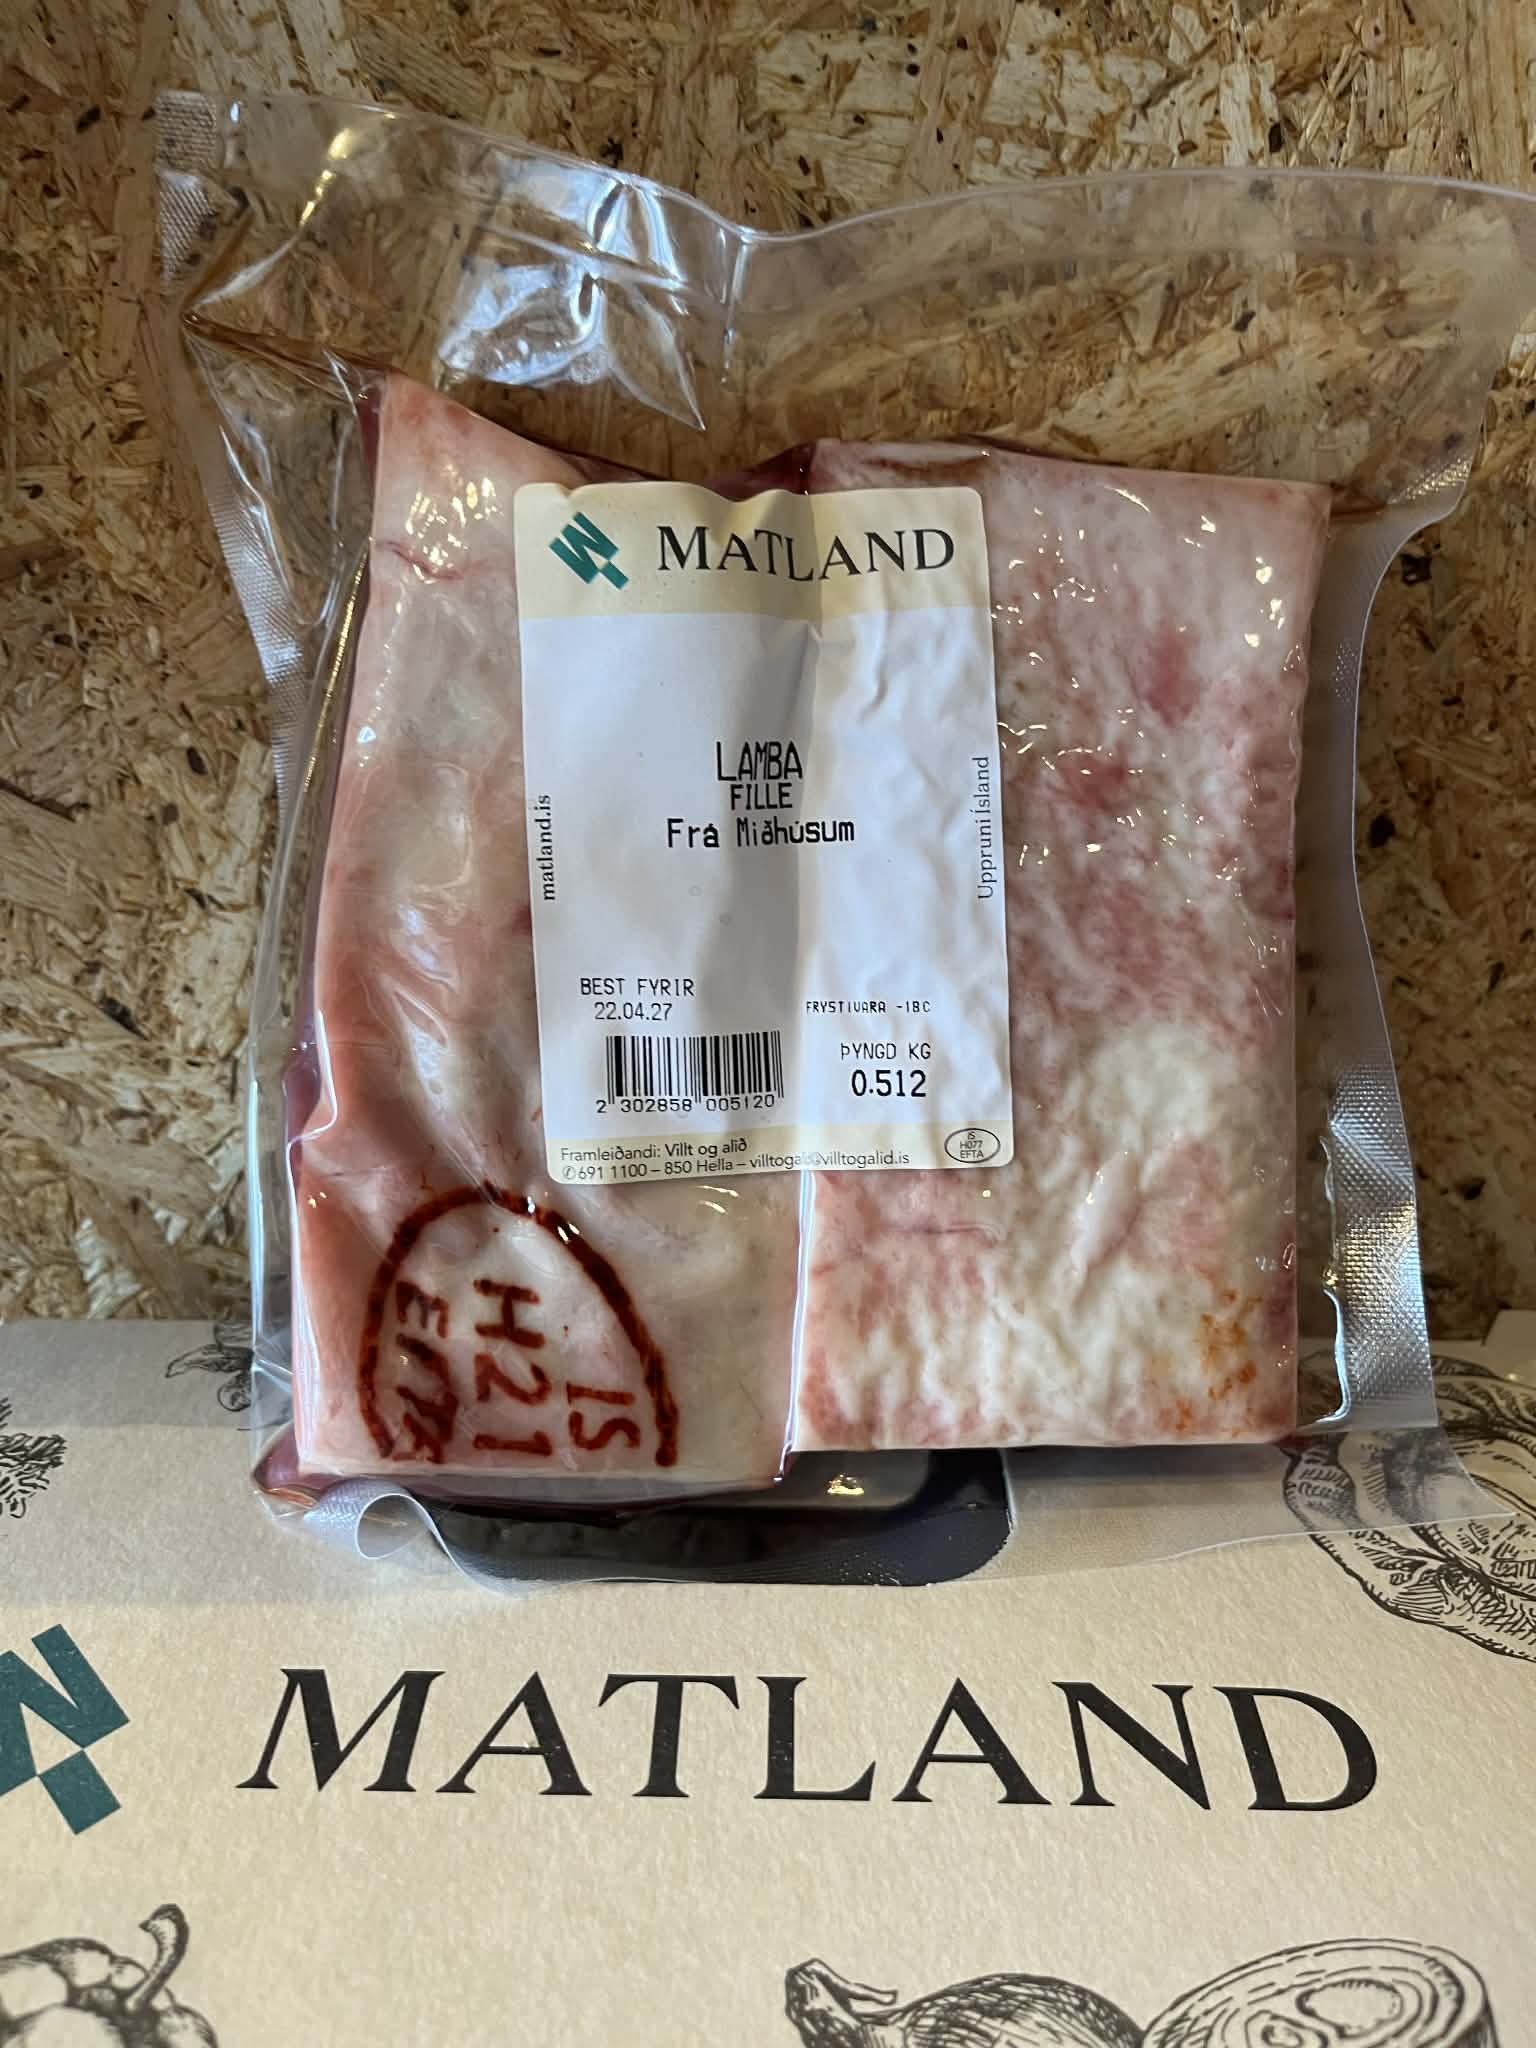 MATLAND
LAMBA
FILLE
Frá Miðhúsum
matland.is
Uppruni Ísland
BEST FYRIR
22.04.27
FRYSTIVARA -18C
ÞYNGD KG
0.512
2 302858 005120
Framleiðandi: Villt og alið
✆691 1100 – 850 Hella – villtogalid@villtogalid.is
IS
H077
EFTA
IS
H21
EFTA
MATLAND